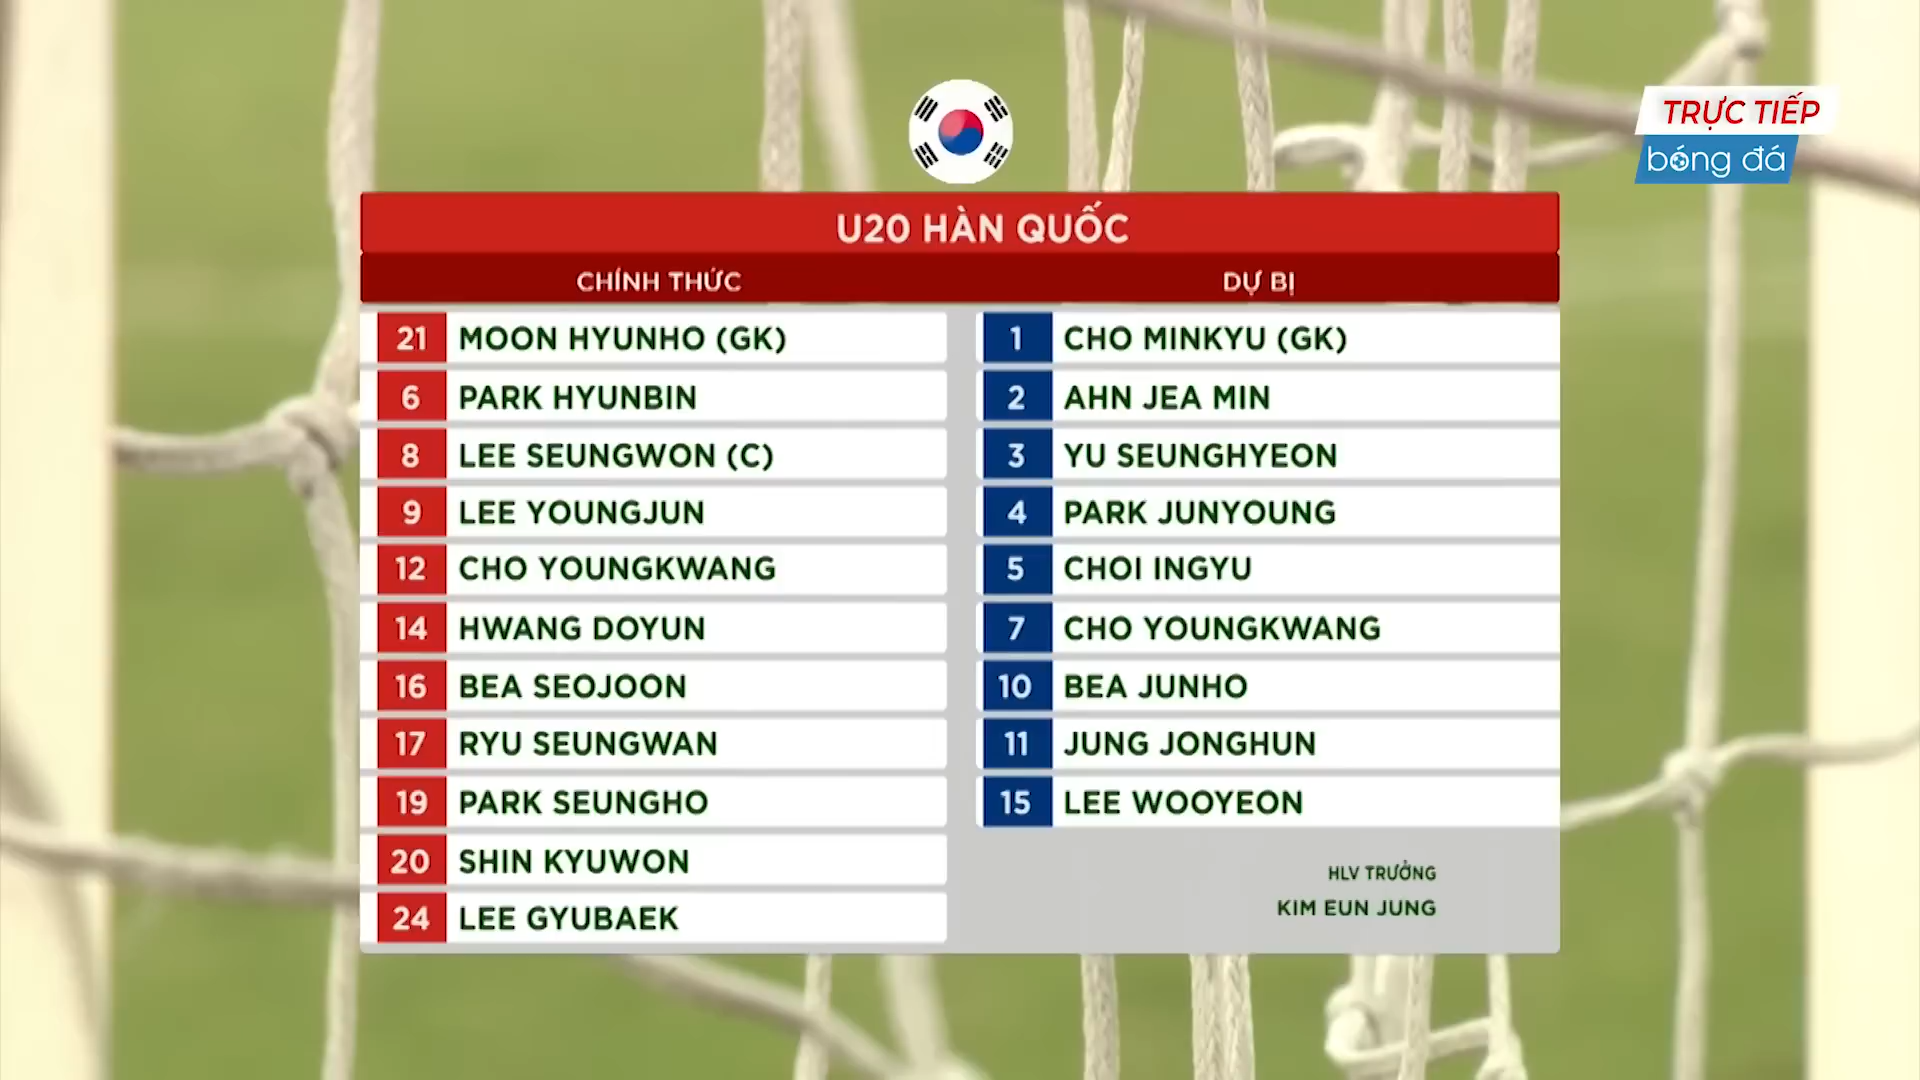 TRỰC TIẾP
bóng đá
U20 HÀN QUỐC
CHÍNH THỨC
21 MOON HYUNHO (GK)
6 PARK HYUNBIN
8 LEE SEUNGWON (C)
9 LEE YOUNGJUN
12 CHO YOUNGKWANG
14 HWANG DOYUN
16 BEA SEOJOON
17 RYU SEUNGWAN
19 PARK SEUNGHO
20 SHIN KYUWON
24 LEE GYUBAEK
DỰ BỊ
1 CHO MINKYU (GK)
2 AHN JEA MIN
3 YU SEUNGHYEON
4 PARK JUNYOUNG
5 CHOI INGYU
7 CHO YOUNGKWANG
10 BEA JUNHO
11 JUNG JONGHUN
15 LEE WOOYEON
HLV TRƯỞNG
KIM EUN JUNG